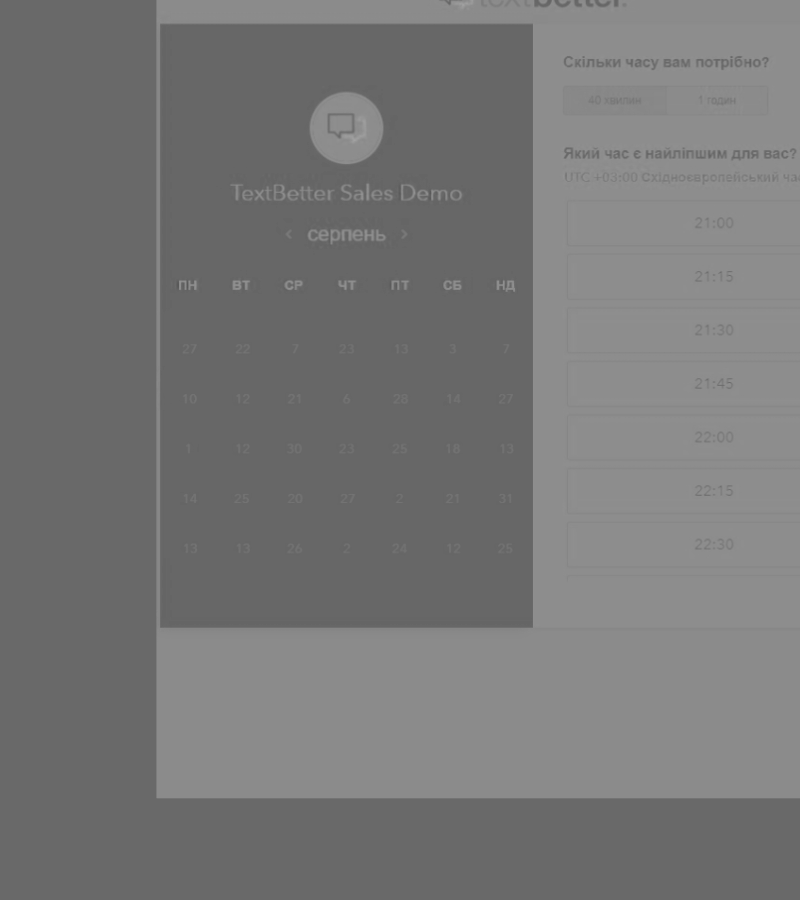 textbetter.
TextBetter Sales Demo
< серпень >
ПН ВТ СР ЧТ ПТ СБ НД
27 22 7 23 13 3 7
10 12 21 6 28 14 27
1 12 30 23 25 18 13
14 25 20 27 2 21 31
13 13 26 2 24 12 25
Скільки часу вам потрібно?
40 хвилин 1 годин
Який час є найліпшим для вас?
UTC +03:00 Східноєвропейський ча
21:00
21:15
21:30
21:45
22:00
22:15
22:30